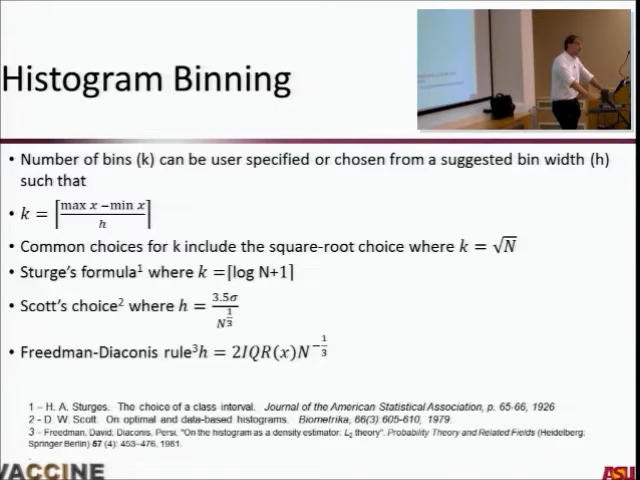 Histogram Binning
• Number of bins (k) can be user specified or chosen from a suggested bin width (h)
such that
• k = ⌈(max x −min x)/h⌉
• Common choices for k include the square-root choice where k = √N
• Sturge's formula¹ where k =⌈log N+1⌉
• Scott's choice² where h = 3.5σ/N^(1/3)
• Freedman-Diaconis rule³h = 2IQR(x)N^(−1/3)
1 – H. A. Sturges. The choice of a class interval. Journal of the American Statistical Association, p. 65-66, 1926
2 - D. W. Scott. On optimal and data-based histograms. Biometrika, 66(3) 605-610, 1979.
3 – Freedman, David; Diaconis, Persi, "On the histogram as a density estimator: L₂ theory". Probability Theory and Related Fields (Heidelberg:
Springer Berlin) 57 (4): 453–476, 1981.
VACCINE
ASU